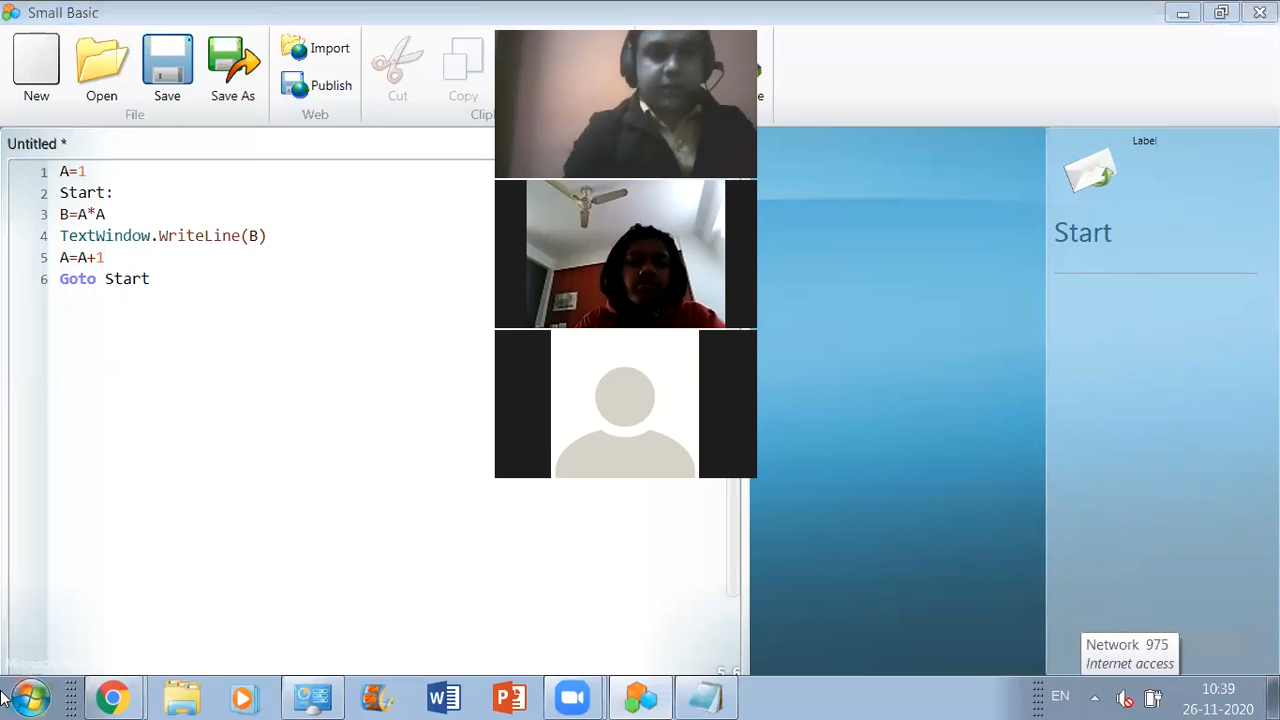 Small Basic
New
Open
Save
Save As
Import
Publish
Cut
Copy
File
Web
Untitled *
1 A=1
2 Start:
3 B=A*A
4 TextWindow.WriteLine(B)
5 A=A+1
6 Goto Start
Label
Start
Network 975
Internet access
EN
10:39
26-11-2020